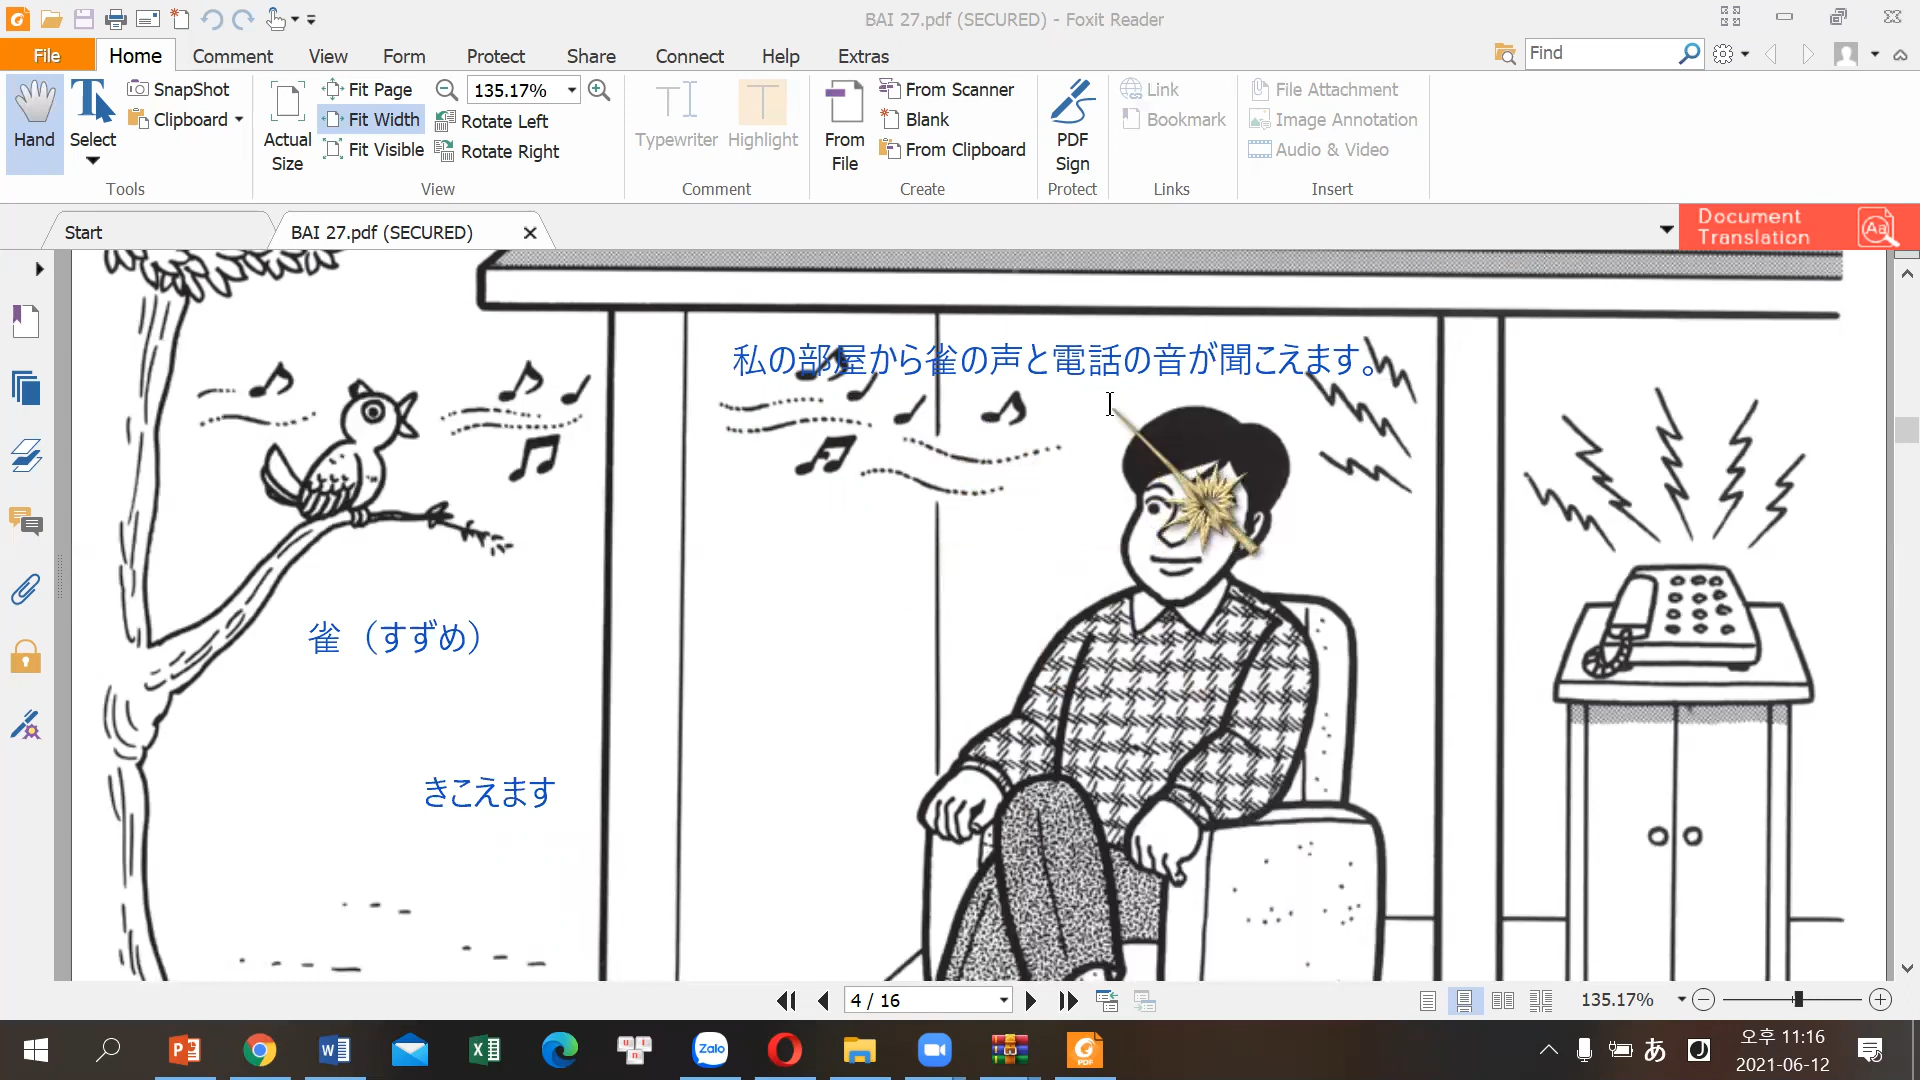 BAI 27.pdf (SECURED) - Foxit Reader
File Home Comment View Form Protect Share Connect Help Extras
Find
Hand
Select
SnapShot
Clipboard
Tools
Actual Size
Fit Page
Fit Width
Fit Visible
135.17%
Rotate Left
Rotate Right
View
Typewriter
Highlight
Comment
From File
From Scanner
Blank
From Clipboard
Create
PDF Sign
Protect
Link
Bookmark
Links
File Attachment
Image Annotation
Audio & Video
Insert
Start
BAI 27.pdf (SECURED)
Document Translation
私の部屋から雀の声と電話の音が聞こえます。
雀（すずめ）
きこえます
4 / 16
135.17%
Zalo
あ
오후 11:16
2021-06-12